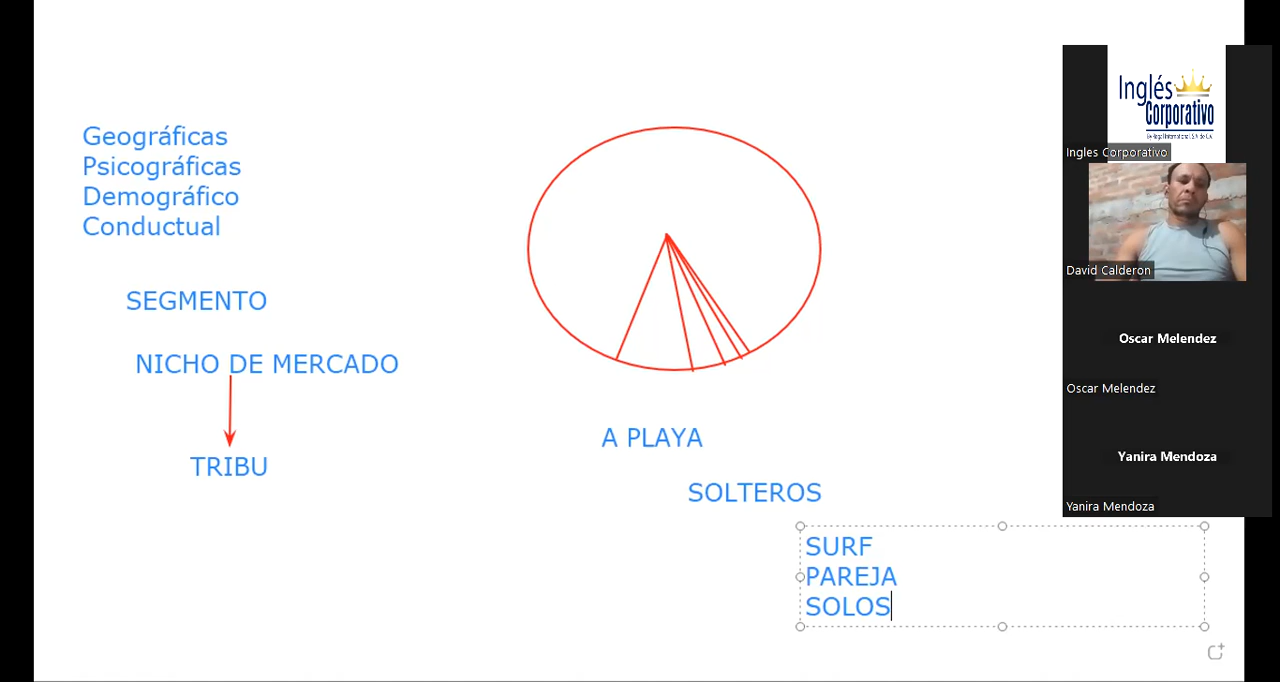 Geográficas
Psicográficas
Demográfico
Conductual
SEGMENTO
NICHO DE MERCADO
TRIBU
A PLAYA
SOLTEROS
SURF
PAREJA
SOLOS
Inglés
Corporativo
Ingles Corporativo
David Calderon
Oscar Melendez
Oscar Melendez
Yanira Mendoza
Yanira Mendoza